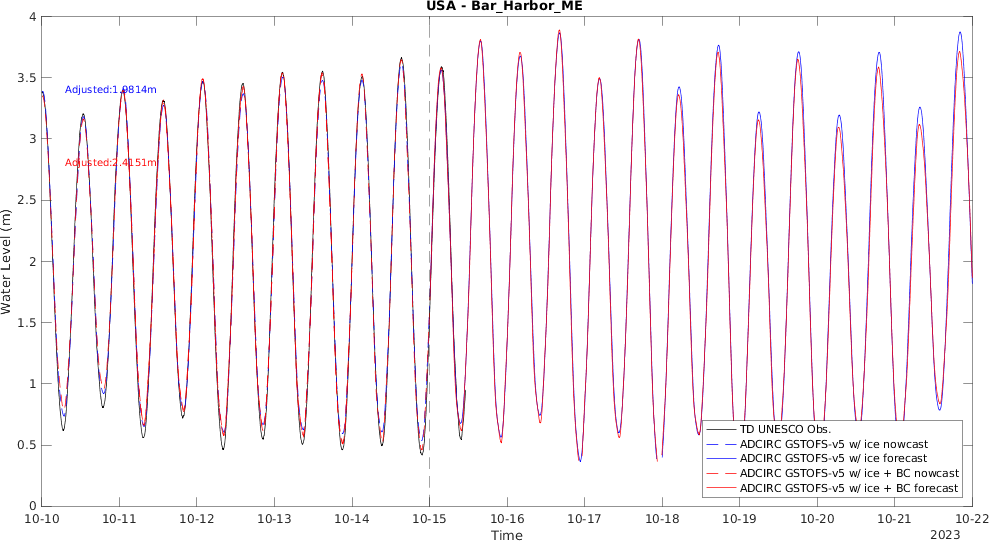 USA - Bar_Harbor_ME
4
3.5
3
2.5
2
1.5
1
0.5
0
Water Level (m)
Adjusted:1.9814m
Adjusted:2.4151m
TD UNESCO Obs.
ADCIRC GSTOFS-v5 w/ ice nowcast
ADCIRC GSTOFS-v5 w/ ice forecast
ADCIRC GSTOFS-v5 w/ ice + BC nowcast
ADCIRC GSTOFS-v5 w/ ice + BC forecast
10-10 10-11 10-12 10-13 10-14 10-15 10-16 10-17 10-18 10-19 10-20 10-21 10-22
Time
2023